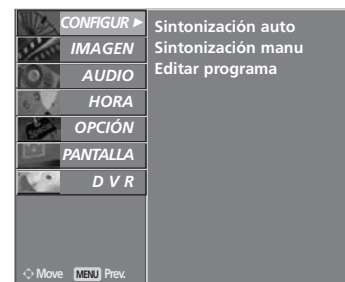 CONFIGUR ►
IMAGEN
AUDIO
HORA
OPCIÓN
PANTALLA
D V R
Sintonización auto
Sintonización manu
Editar programa
Move MENU Prev.